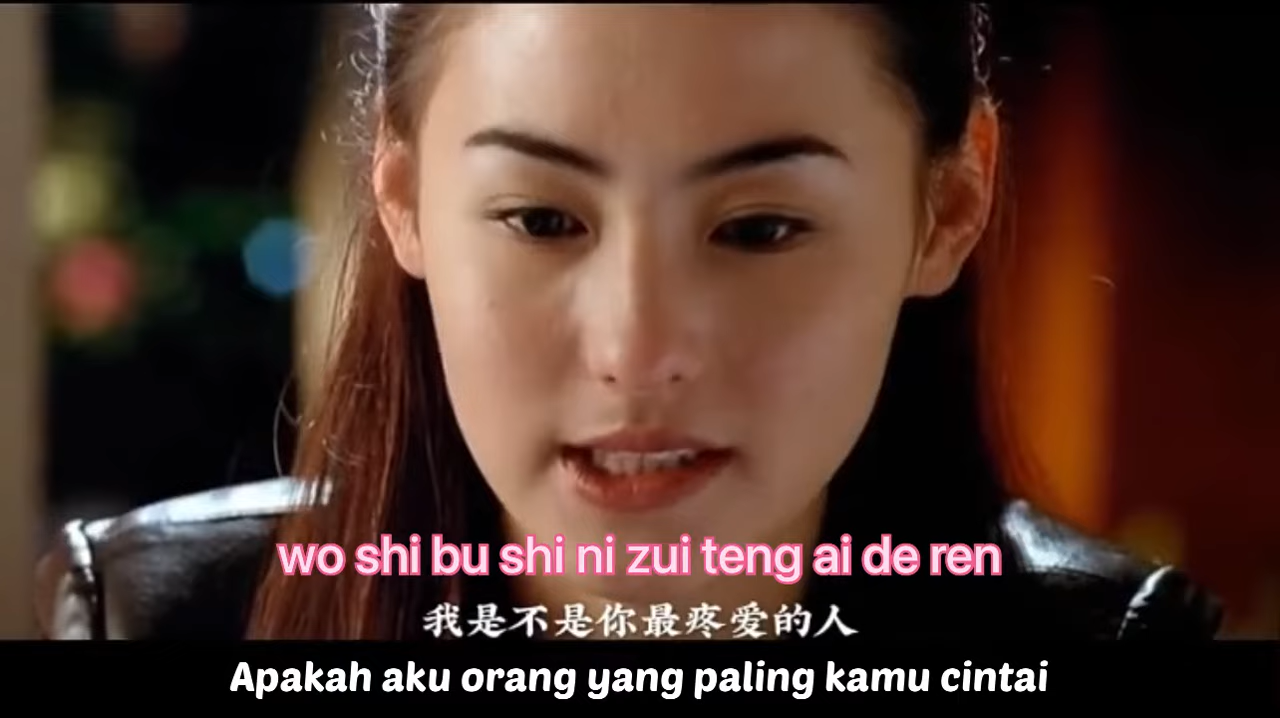 wo shi bu shi ni zui teng ai de ren
我是不是你最疼爱的人
Apakah aku orang yang paling kamu cintai